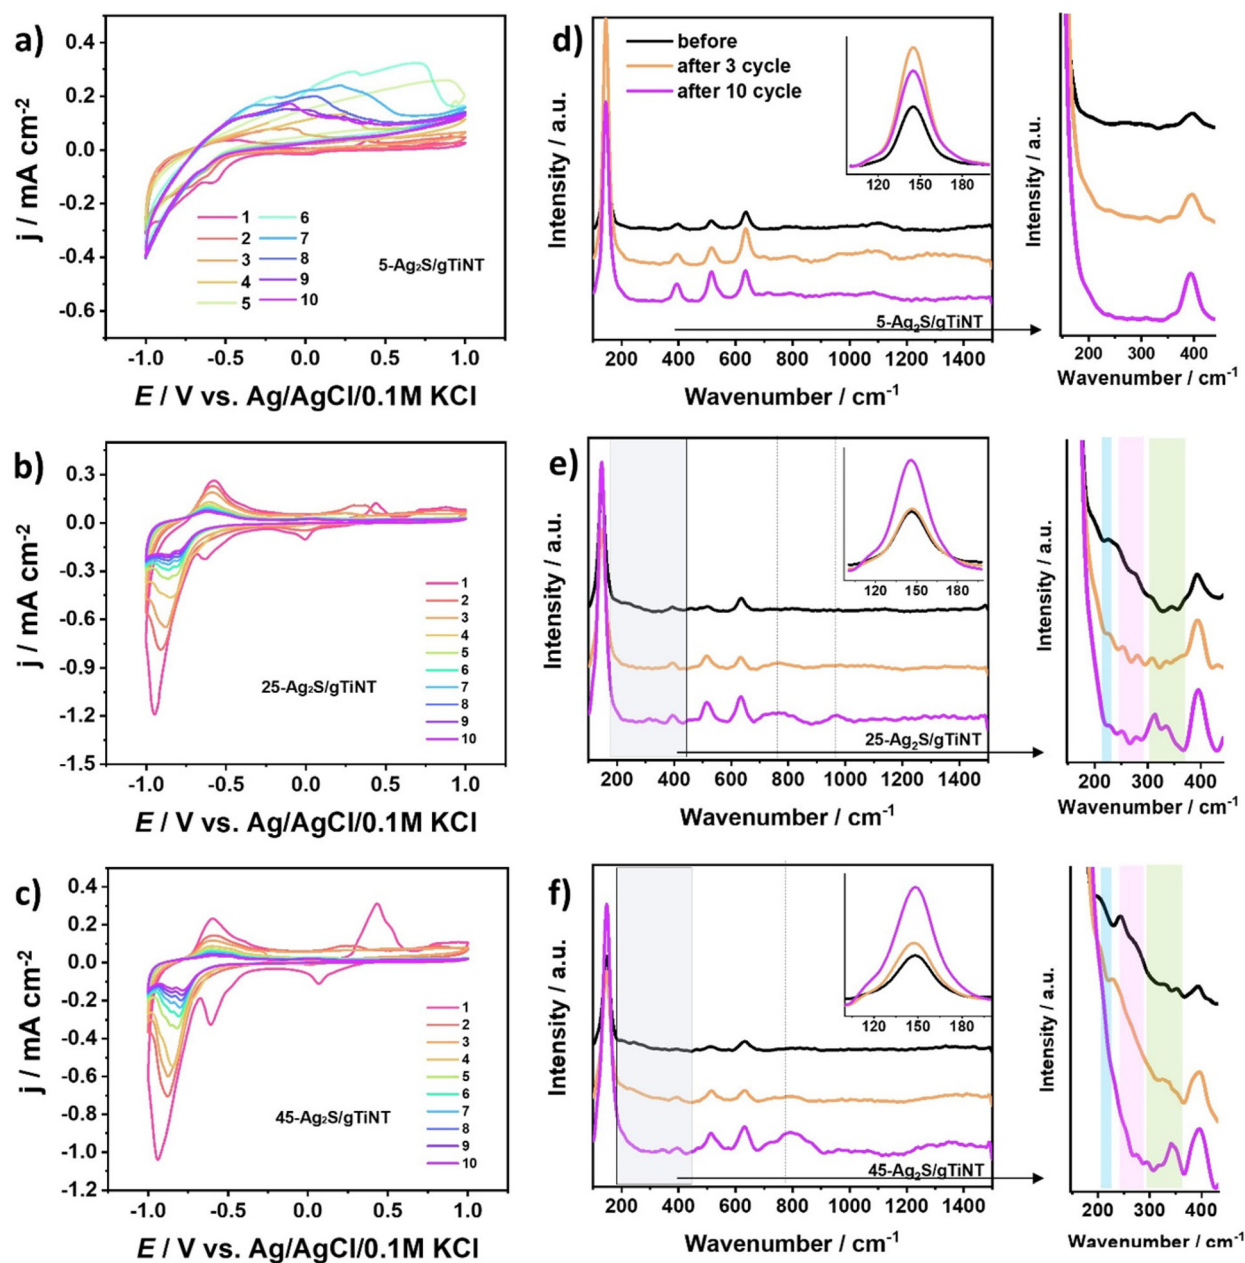 a)
0.4
0.2
0.0
-0.2
-0.4
-0.6
j / mA cm-2
1
2
3
4
5
6
7
8
9
10
5-Ag₂S/gTiNT
-1.0 -0.5 0.0 0.5 1.0
E / V vs. Ag/AgCl/0.1M KCl
d)
before
after 3 cycle
after 10 cycle
120 150 180
Intensity / a.u.
5-Ag₂S/gTiNT
200 400 600 800 1000 1200 1400
Wavenumber / cm-1
Intensity / a.u.
200 300 400
Wavenumber / cm-1
b)
0.3
0.0
-0.3
-0.6
-0.9
-1.2
-1.5
j / mA cm-2
1
2
3
4
5
6
7
8
9
10
25-Ag₂S/gTiNT
-1.0 -0.5 0.0 0.5 1.0
E / V vs. Ag/AgCl/0.1M KCl
e)
120 150 180
Intensity / a.u.
25-Ag₂S/gTiNT
200 400 600 800 1000 1200 1400
Wavenumber / cm-1
Intensity / a.u.
200 300 400
Wavenumber / cm-1
c)
0.4
0.2
0.0
-0.2
-0.4
-0.6
-0.8
-1.0
-1.2
j / mA cm-2
1
2
3
4
5
6
7
8
9
10
45-Ag₂S/gTiNT
-1.0 -0.5 0.0 0.5 1.0
E / V vs. Ag/AgCl/0.1M KCl
f)
120 150 180
Intensity / a.u.
45-Ag₂S/gTiNT
200 400 600 800 1000 1200 1400
Wavenumber / cm-1
Intensity / a.u.
200 300 400
Wavenumber / cm-1